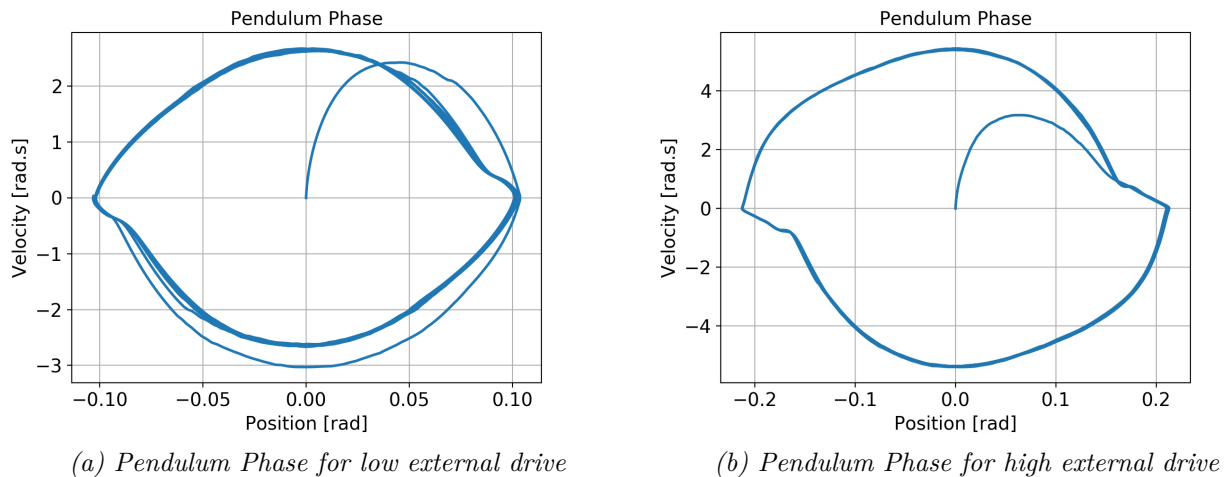 Pendulum Phase
Velocity [rad.s]
2
1
0
−1
−2
−3
−0.10
−0.05
0.00
0.05
0.10
Position [rad]
(a) Pendulum Phase for low external drive
Pendulum Phase
Velocity [rad.s]
4
2
0
−2
−4
−0.2
−0.1
0.0
0.1
0.2
Position [rad]
(b) Pendulum Phase for high external drive